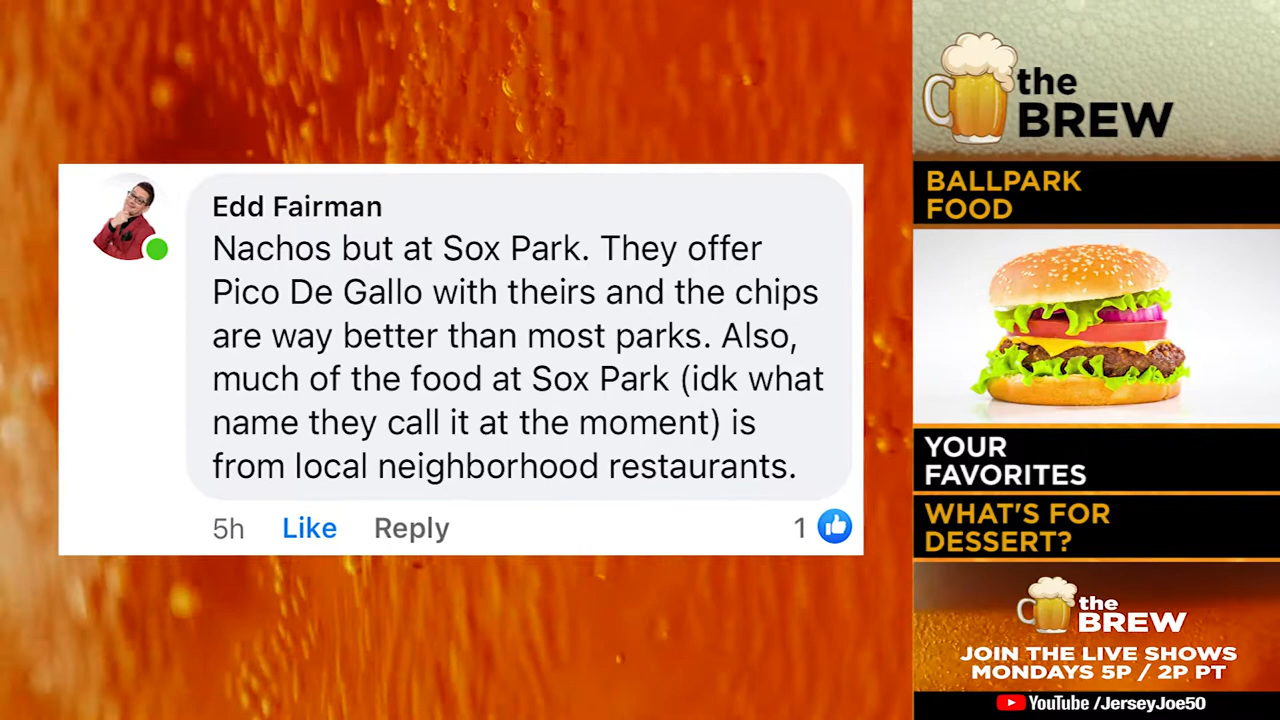 Edd Fairman
Nachos but at Sox Park. They offer
Pico De Gallo with theirs and the chips
are way better than most parks. Also,
much of the food at Sox Park (idk what
name they call it at the moment) is
from local neighborhood restaurants.
5h Like Reply 1
the
BREW
BALLPARK
FOOD
YOUR
FAVORITES
WHAT'S FOR
DESSERT?
the
BREW
JOIN THE LIVE SHOWS
MONDAYS 5P / 2P PT
YouTube /JerseyJoe50